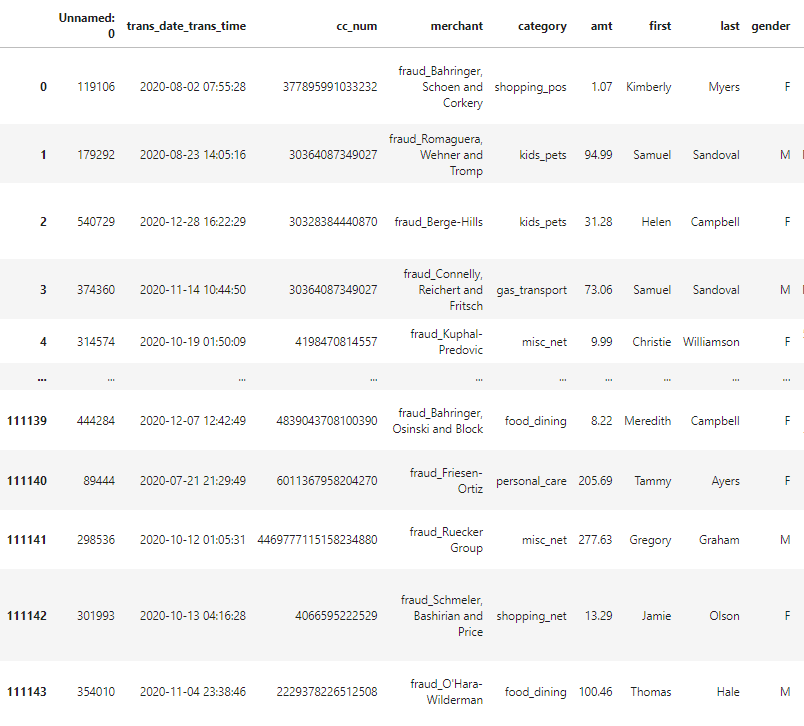 Unnamed: 0 trans_date_trans_time cc_num merchant category amt first last gender
0 119106 2020-08-02 07:55:28 377895991033232 fraud_Bahringer, Schoen and Corkery shopping_pos 1.07 Kimberly Myers F
1 179292 2020-08-23 14:05:16 30364087349027 fraud_Romaguera, Wehner and Tromp kids_pets 94.99 Samuel Sandoval M
2 540729 2020-12-28 16:22:29 30328384440870 fraud_Berge-Hills kids_pets 31.28 Helen Campbell F
3 374360 2020-11-14 10:44:50 30364087349027 fraud_Connelly, Reichert and Fritsch gas_transport 73.06 Samuel Sandoval M
4 314574 2020-10-19 01:50:09 4198470814557 fraud_Kuphal-Predovic misc_net 9.99 Christie Williamson F
... ... ... ... ... ... ... ... ... ...
111139 444284 2020-12-07 12:42:49 4839043708100390 fraud_Bahringer, Osinski and Block food_dining 8.22 Meredith Campbell F
111140 89444 2020-07-21 21:29:49 6011367958204270 fraud_Friesen-Ortiz personal_care 205.69 Tammy Ayers F
111141 298536 2020-10-12 01:05:31 4469777115158234880 fraud_Ruecker Group misc_net 277.63 Gregory Graham M
111142 301993 2020-10-13 04:16:28 4066595222529 fraud_Schmeler, Bashirian and Price shopping_net 13.29 Jamie Olson F
111143 354010 2020-11-04 23:38:46 2229378226512508 fraud_O'Hara-Wilderman food_dining 100.46 Thomas Hale M